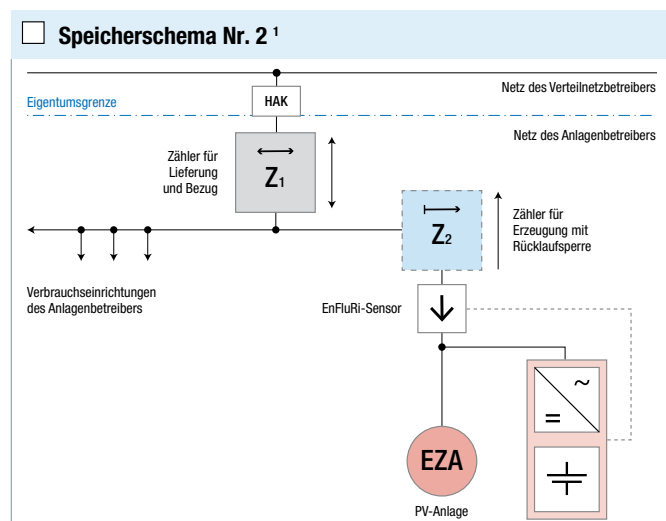 Speicherschema Nr. 2 ¹
Netz des Verteilnetzbetreibers
Eigentumsgrenze
HAK
Netz des Anlagenbetreibers
Zähler für
Lieferung
und Bezug
Z₁
Z₂
Zähler für
Erzeugung mit
Rücklaufsperre
Verbrauchseinrichtungen
des Anlagenbetreibers
EnFluRi-Sensor
EZA
PV-Anlage